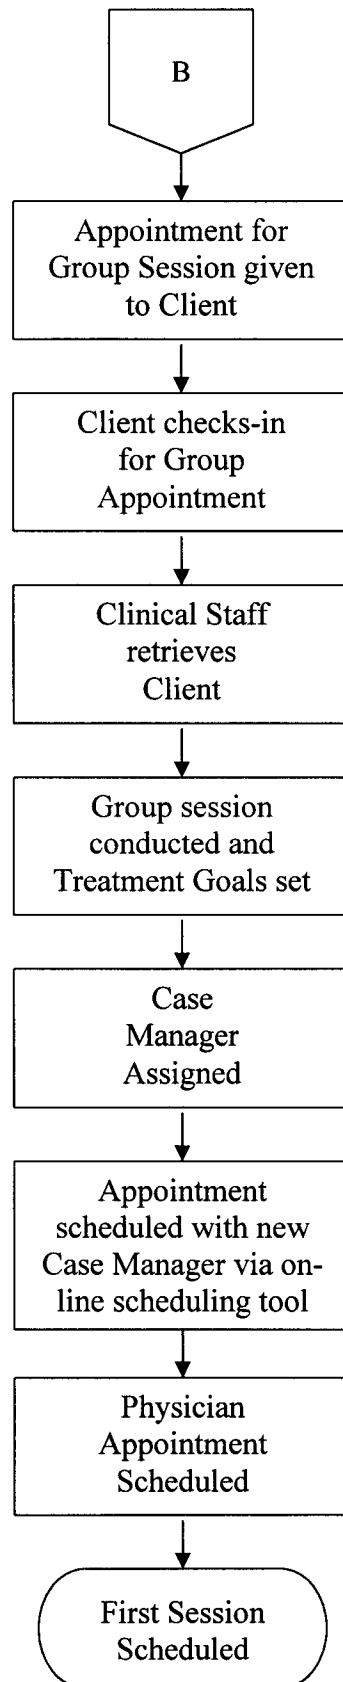 B
Appointment for
Group Session given
to Client
Client checks-in
for Group
Appointment
Clinical Staff
retrieves
Client
Group session
conducted and
Treatment Goals set
Case
Manager
Assigned
Appointment
scheduled with new
Case Manager via on-
line scheduling tool
Physician
Appointment
Scheduled
First Session
Scheduled